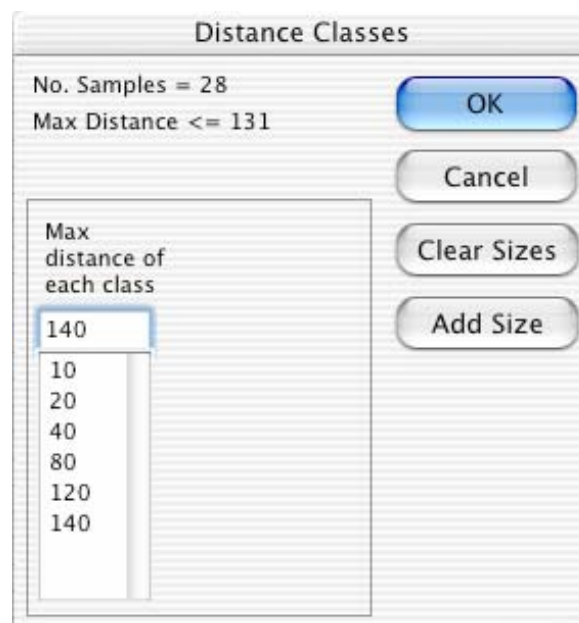 Distance Classes
No. Samples = 28
Max Distance <= 131
OK
Cancel
Clear Sizes
Add Size
Max
distance of
each class
140
10
20
40
80
120
140